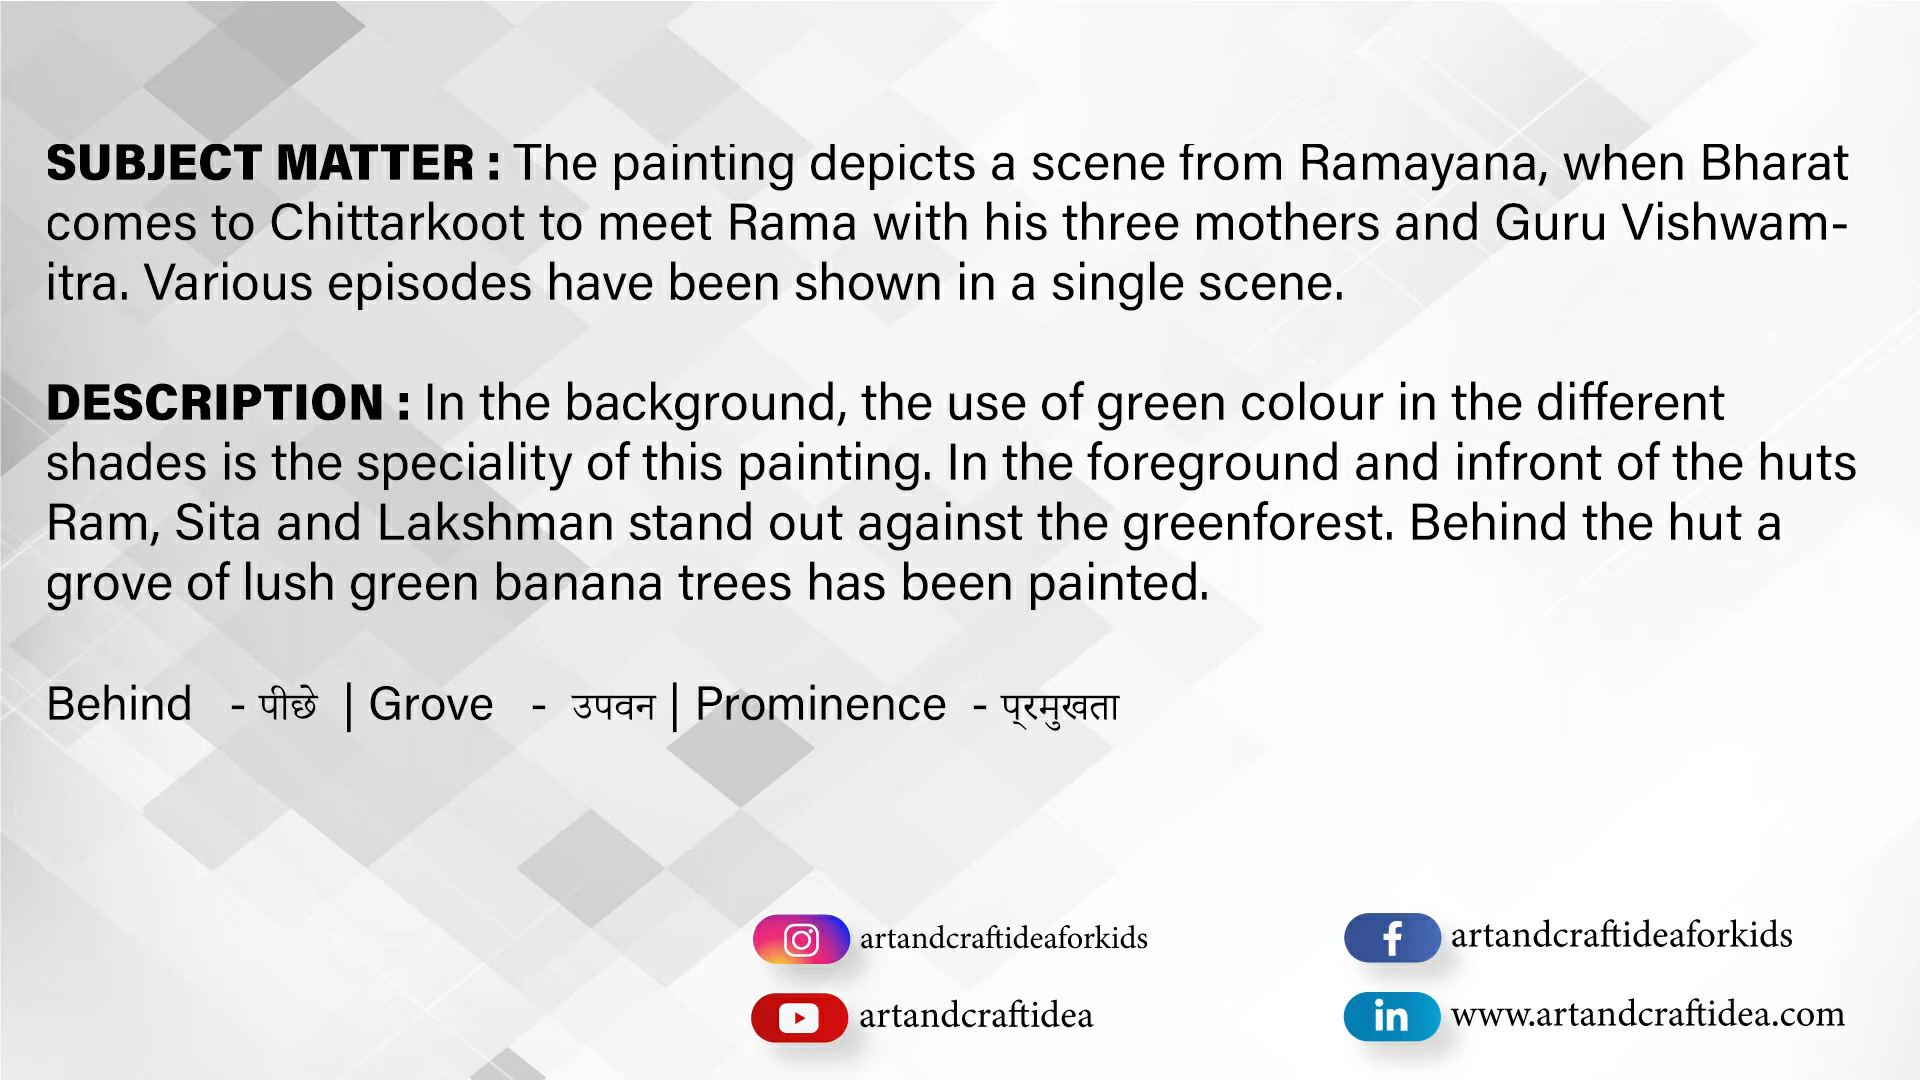 SUBJECT MATTER : The painting depicts a scene from Ramayana, when Bharat
comes to Chittarkoot to meet Rama with his three mothers and Guru Vishwam-
itra. Various episodes have been shown in a single scene.
DESCRIPTION : In the background, the use of green colour in the different
shades is the speciality of this painting. In the foreground and infront of the huts
Ram, Sita and Lakshman stand out against the greenforest. Behind the hut a
grove of lush green banana trees has been painted.
Behind - पीछे | Grove - उपवन | Prominence - प्‌रमुखता
artandcraftideaforkids
artandcraftideaforkids
artandcraftidea
www.artandcraftidea.com